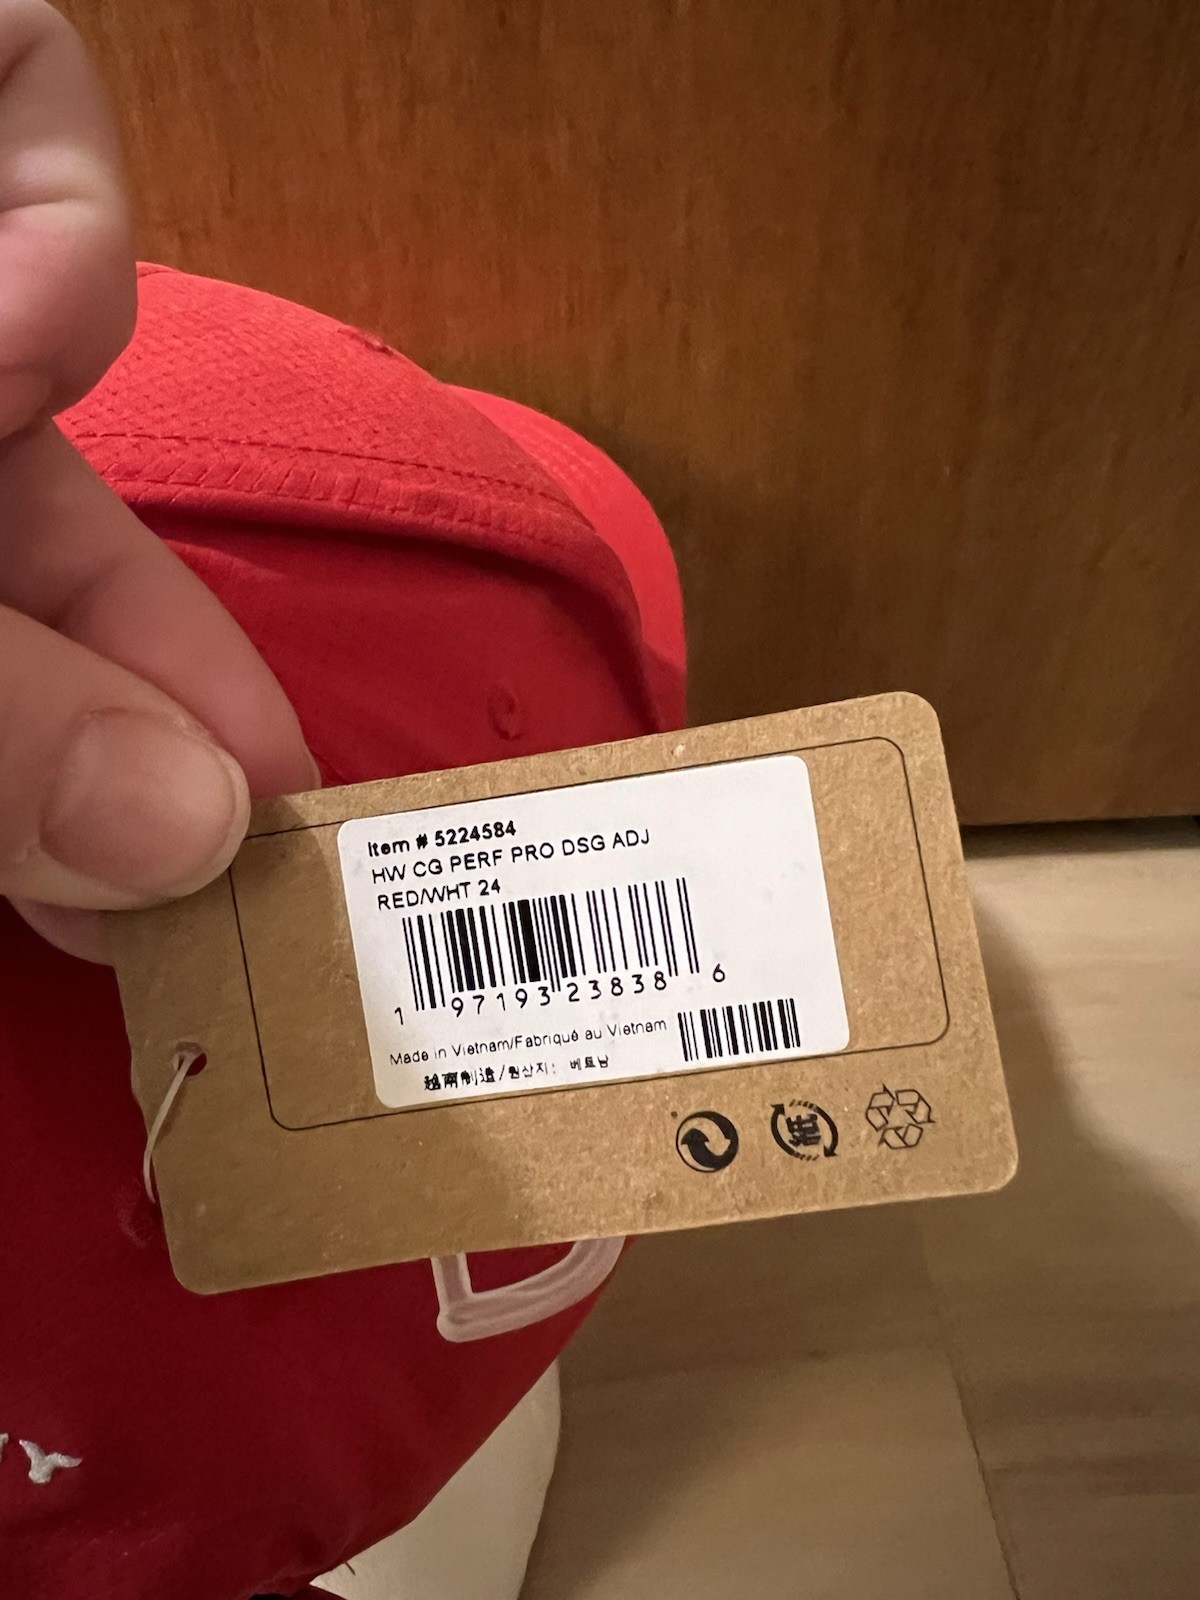 Item # 5224584
HW CG PERF PRO DSG ADJ
RED/WHT 24
1 97193 23838 6
Made in Vietnam/Fabriqué au Vietnam
越南制造/원산지: 베트남
紙
Y